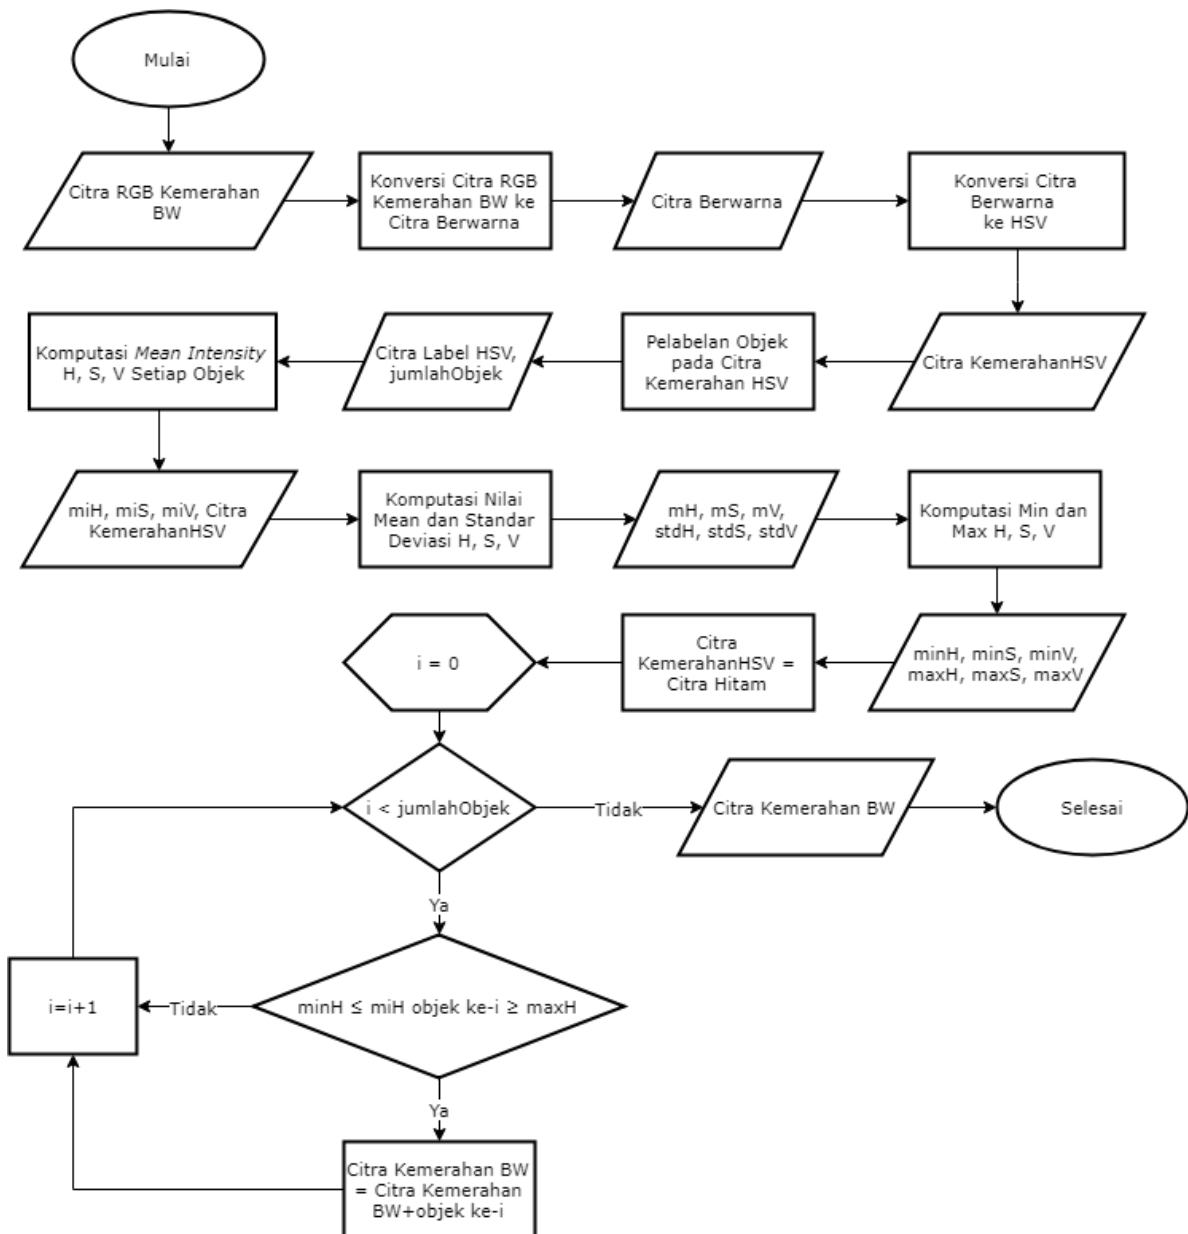 Mulai
Citra RGB Kemerahan
BW
Konversi Citra RGB
Kemerahan BW ke
Citra Berwarna
Citra Berwarna
Konversi Citra
Berwarna
ke HSV
Citra KemerahanHSV
Pelabelan Objek
pada Citra
Kemerahan HSV
Citra Label HSV,
jumlahObjek
Komputasi Mean Intensity
H, S, V Setiap Objek
miH, miS, miV, Citra
KemerahanHSV
Komputasi Nilai
Mean dan Standar
Deviasi H, S, V
mH, mS, mV,
stdH, stdS, stdV
Komputasi Min dan
Max H, S, V
minH, minS, minV,
maxH, maxS, maxV
Citra
KemerahanHSV =
Citra Hitam
i = 0
i < jumlahObjek
Tidak
Citra Kemerahan BW
Selesai
Ya
minH ≤ miH objek ke-i ≥ maxH
Tidak
i=i+1
Ya
Citra Kemerahan BW
= Citra Kemerahan
BW+objek ke-i